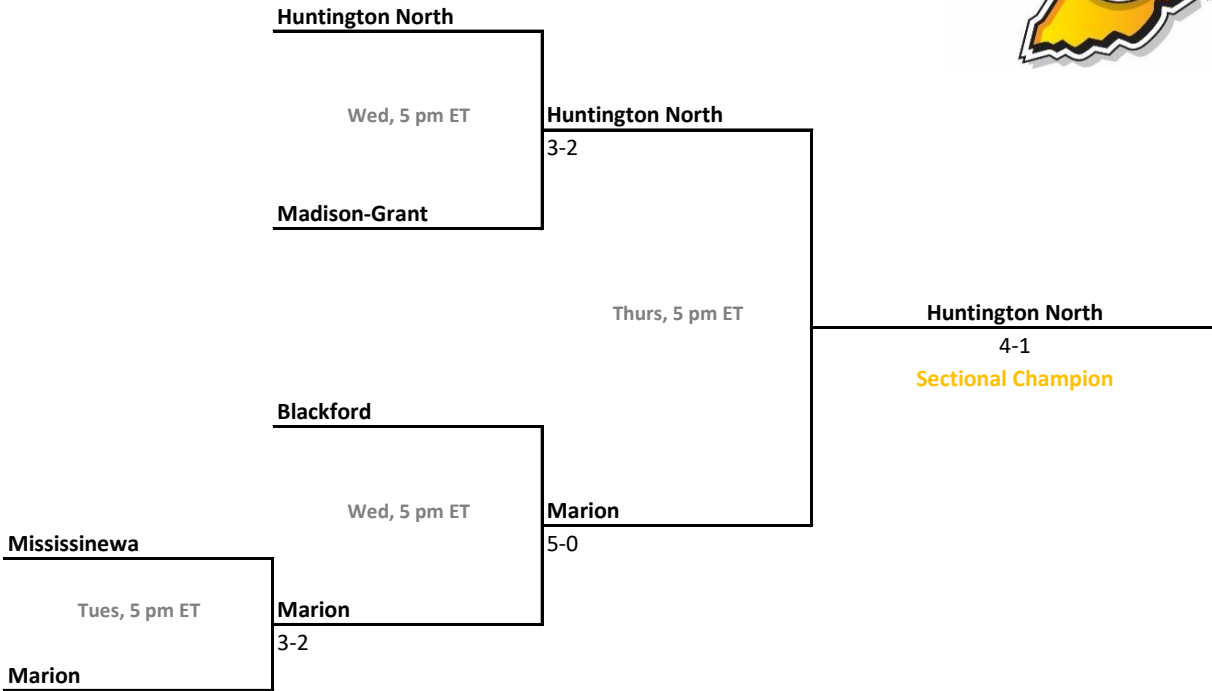 Huntington North
Wed, 5 pm ET
Huntington North
3-2
Madison-Grant
Thurs, 5 pm ET
Huntington North
4-1
Sectional Champion
Blackford
Wed, 5 pm ET
Marion
5-0
Mississinewa
Tues, 5 pm ET
Marion
3-2
Marion